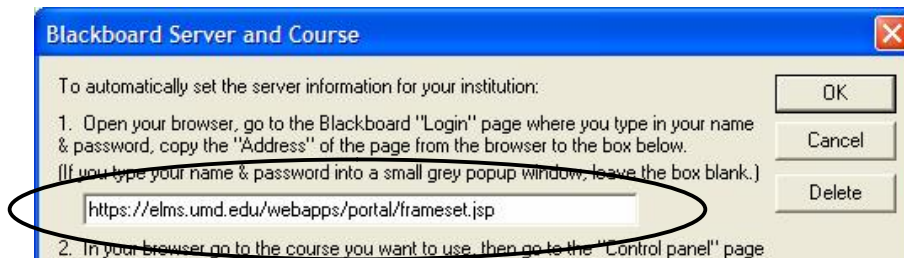 Blackboard Server and Course
To automatically set the server information for your institution:
OK
1. Open your browser, go to the Blackboard "Login" page where you type in your name
& password, copy the "Address" of the page from the browser to the box below.
Cancel
(If you type your name & password into a small grey popup window, leave the box blank.)
Delete
https://elms.umd.edu/webapps/portal/frameset.jsp
2. In your browser go to the course you want to use, then go to the "Control panel" page